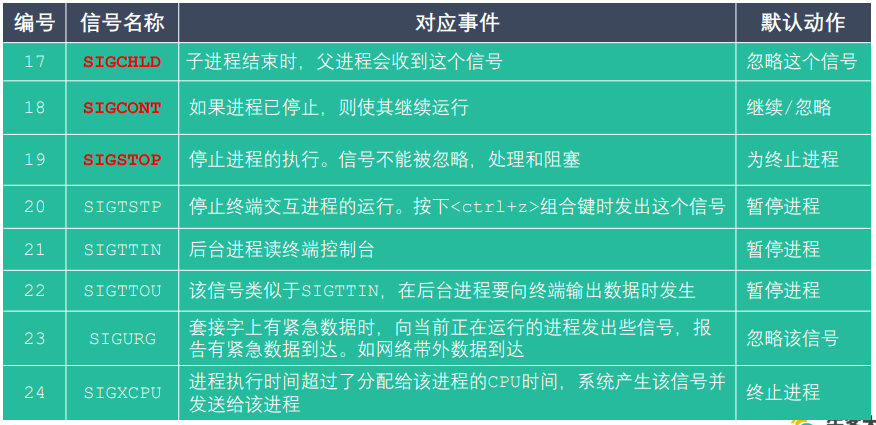 编号 信号名称 对应事件 默认动作
17 SIGCHLD 子进程结束时，父进程会收到这个信号 忽略这个信号
18 SIGCONT 如果进程已停止，则使其继续运行 继续/忽略
19 SIGSTOP 停止进程的执行。信号不能被忽略，处理和阻塞 为终止进程
20 SIGTSTP 停止终端交互进程的运行。按下<ctrl+z>组合键时发出这个信号 暂停进程
21 SIGTTIN 后台进程读终端控制台 暂停进程
22 SIGTTOU 该信号类似于SIGTTIN，在后台进程要向终端输出数据时发生 暂停进程
23 SIGURG 套接字上有紧急数据时，向当前正在运行的进程发出些信号，报 忽略该信号
告有紧急数据到达。如网络带外数据到达
24 SIGXCPU 进程执行时间超过了分配给该进程的CPU时间，系统产生该信号并 终止进程
发送给该进程